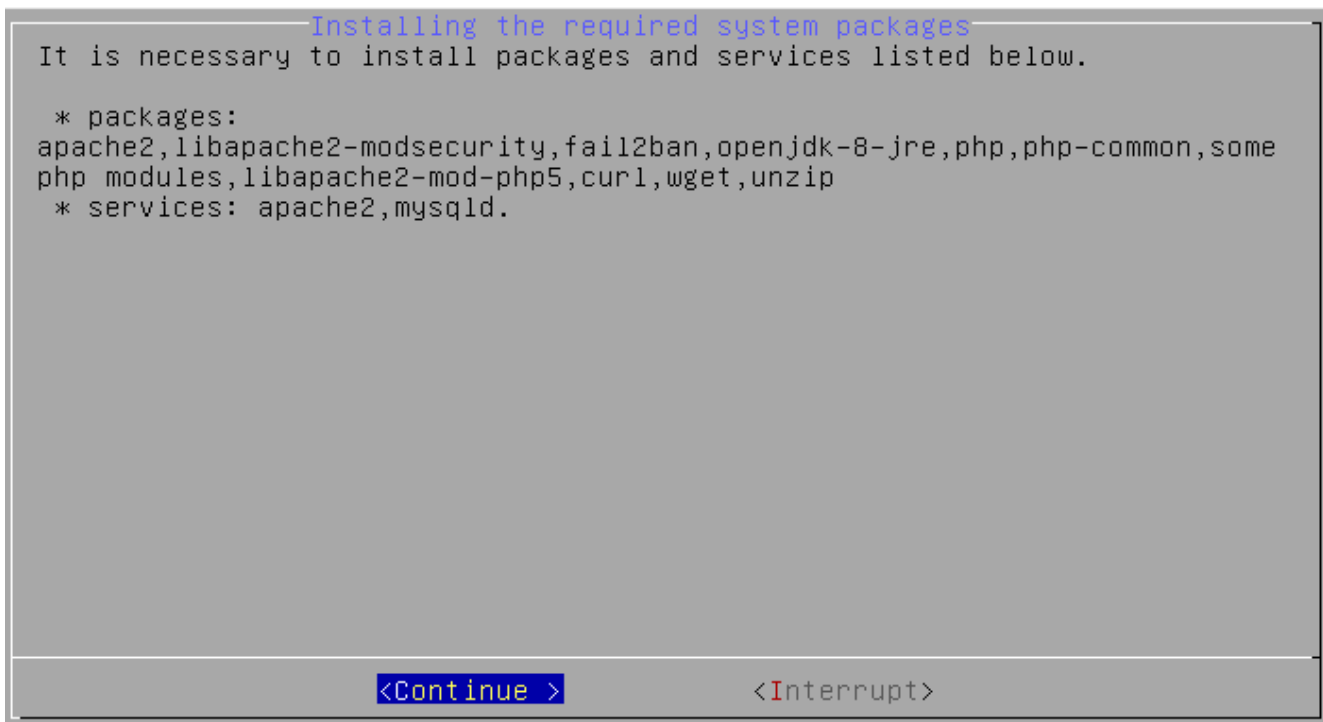 Installing the required system packages
It is necessary to install packages and services listed below.
* packages:
apache2,libapache2-modsecurity,fail2ban,openjdk-8-jre,php,php-common,some
php modules,libapache2-mod-php5,curl,wget,unzip
* services: apache2,mysqld.
<Continue > <Interrupt>